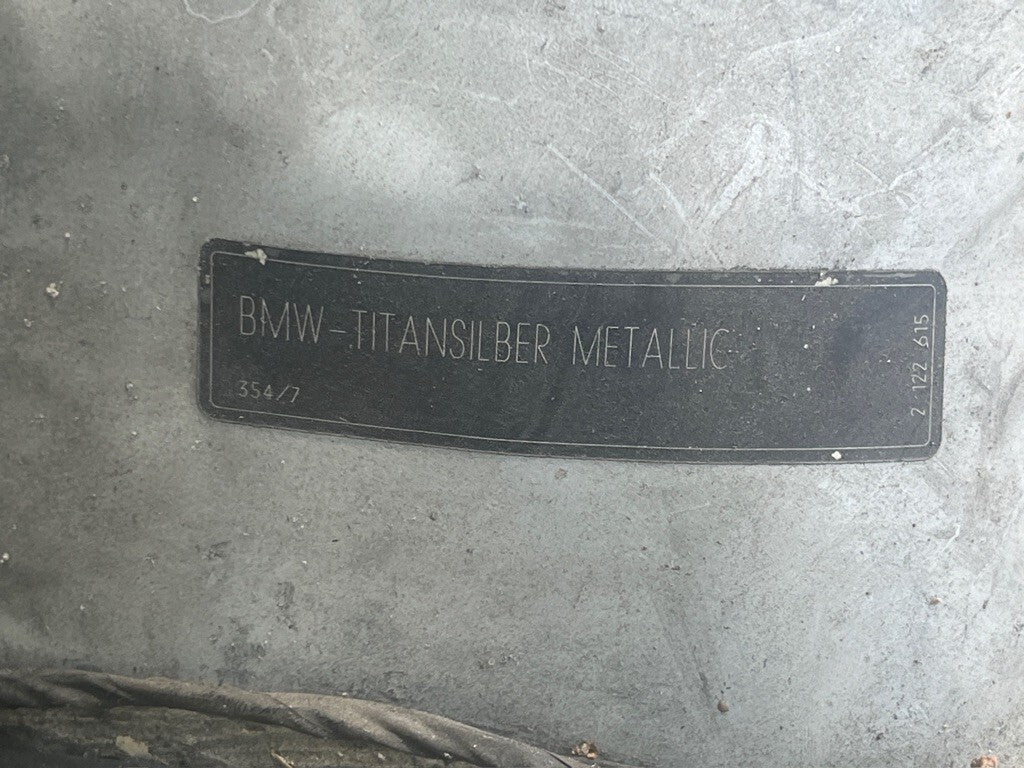 BMW-TITANSILBER METALLIC
354/7
2 122 615